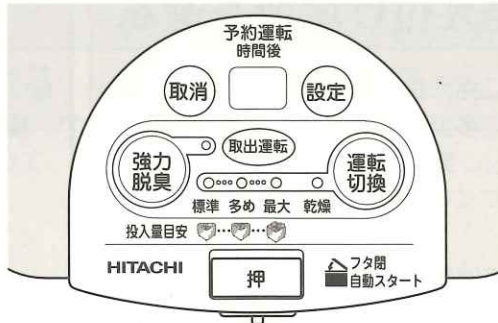 予約運転
時間後
取消
設定
強力
脱臭
取出運転
運転
切換
標準 多め 最大 乾燥
投入量目安
HITACHI
押
フタ閉
自動スタート